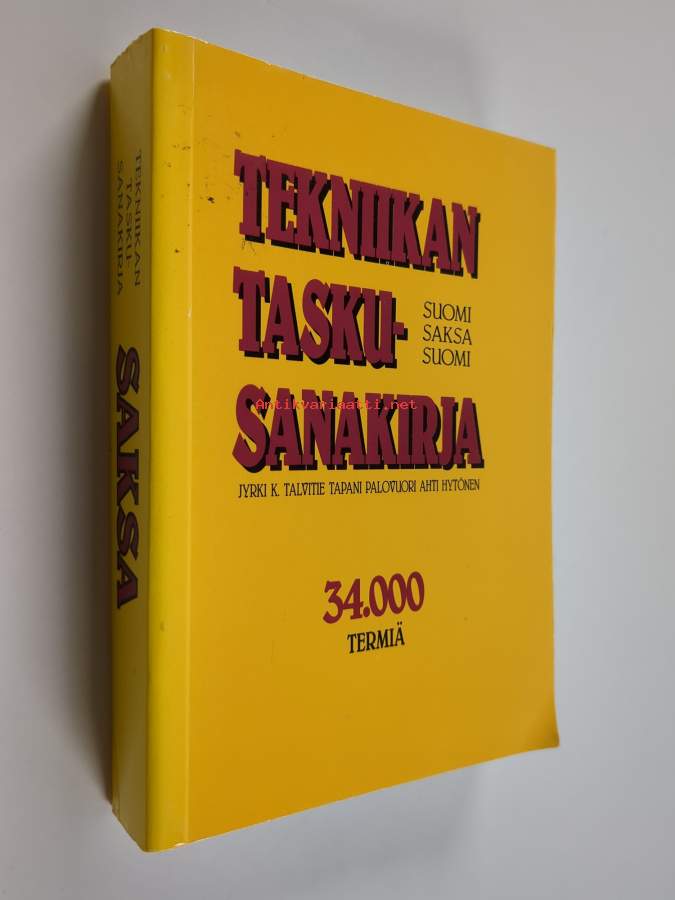 TEKNIIKAN
TASKU-
SANAKIRJA
SUOMI
SAKSA
SUOMI
JYRKI K. TALVITIE TAPANI PALOVUORI AHTI HYTÖNEN
34.000
TERMIÄ
TEKNIIKAN
TASKU-
SANAKIRJA
SAKSA
Antikvariaatti.net